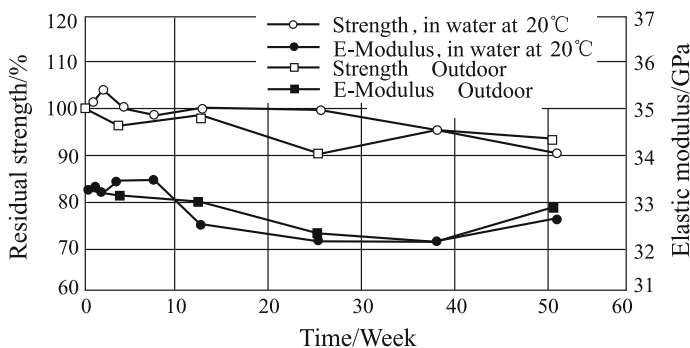 Residual strength/%
120
110
100
90
80
70
60
Strength, in water at 20℃
E-Modulus, in water at 20℃
Strength Outdoor
E-Modulus Outdoor
37
36
35
34
33
32
31
Elastic modulus/GPa
0 10 20 30 40 50 60
Time/Week